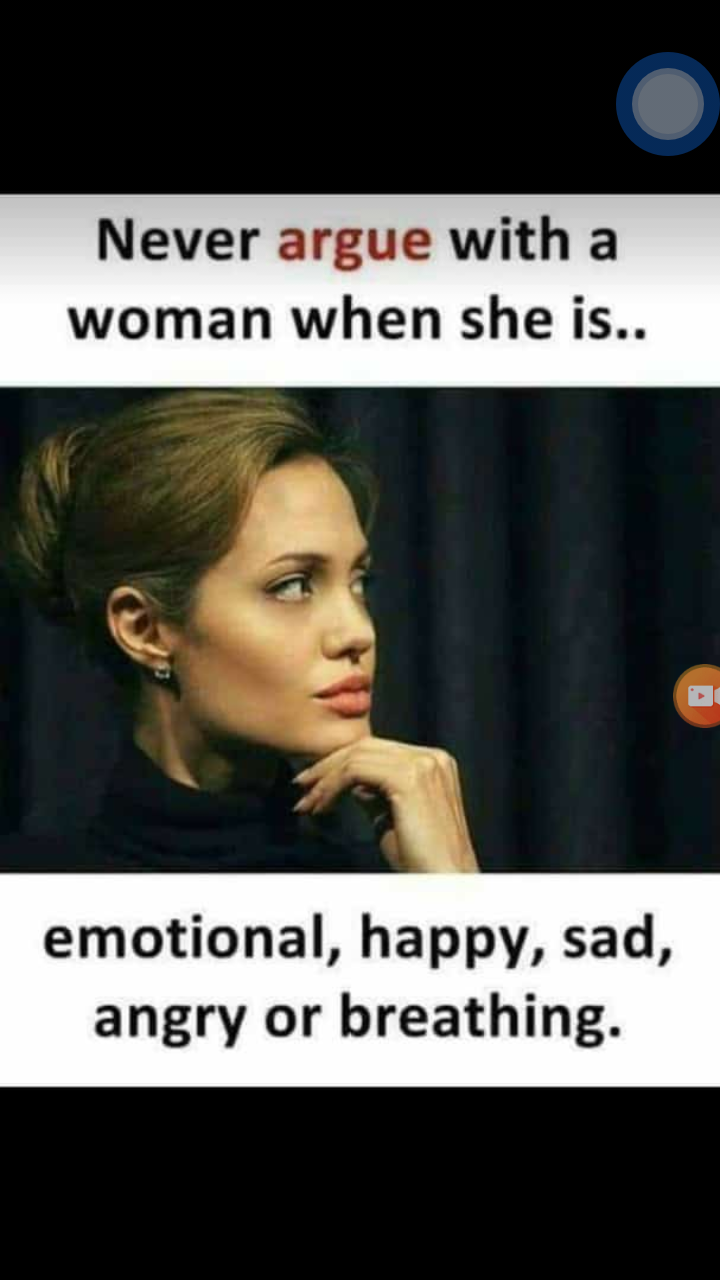 Never argue with a
woman when she is..
emotional, happy, sad,
angry or breathing.